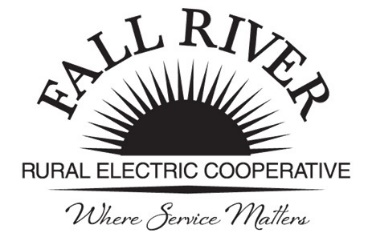 FALL RIVER
RURAL ELECTRIC COOPERATIVE
Where Service Matters